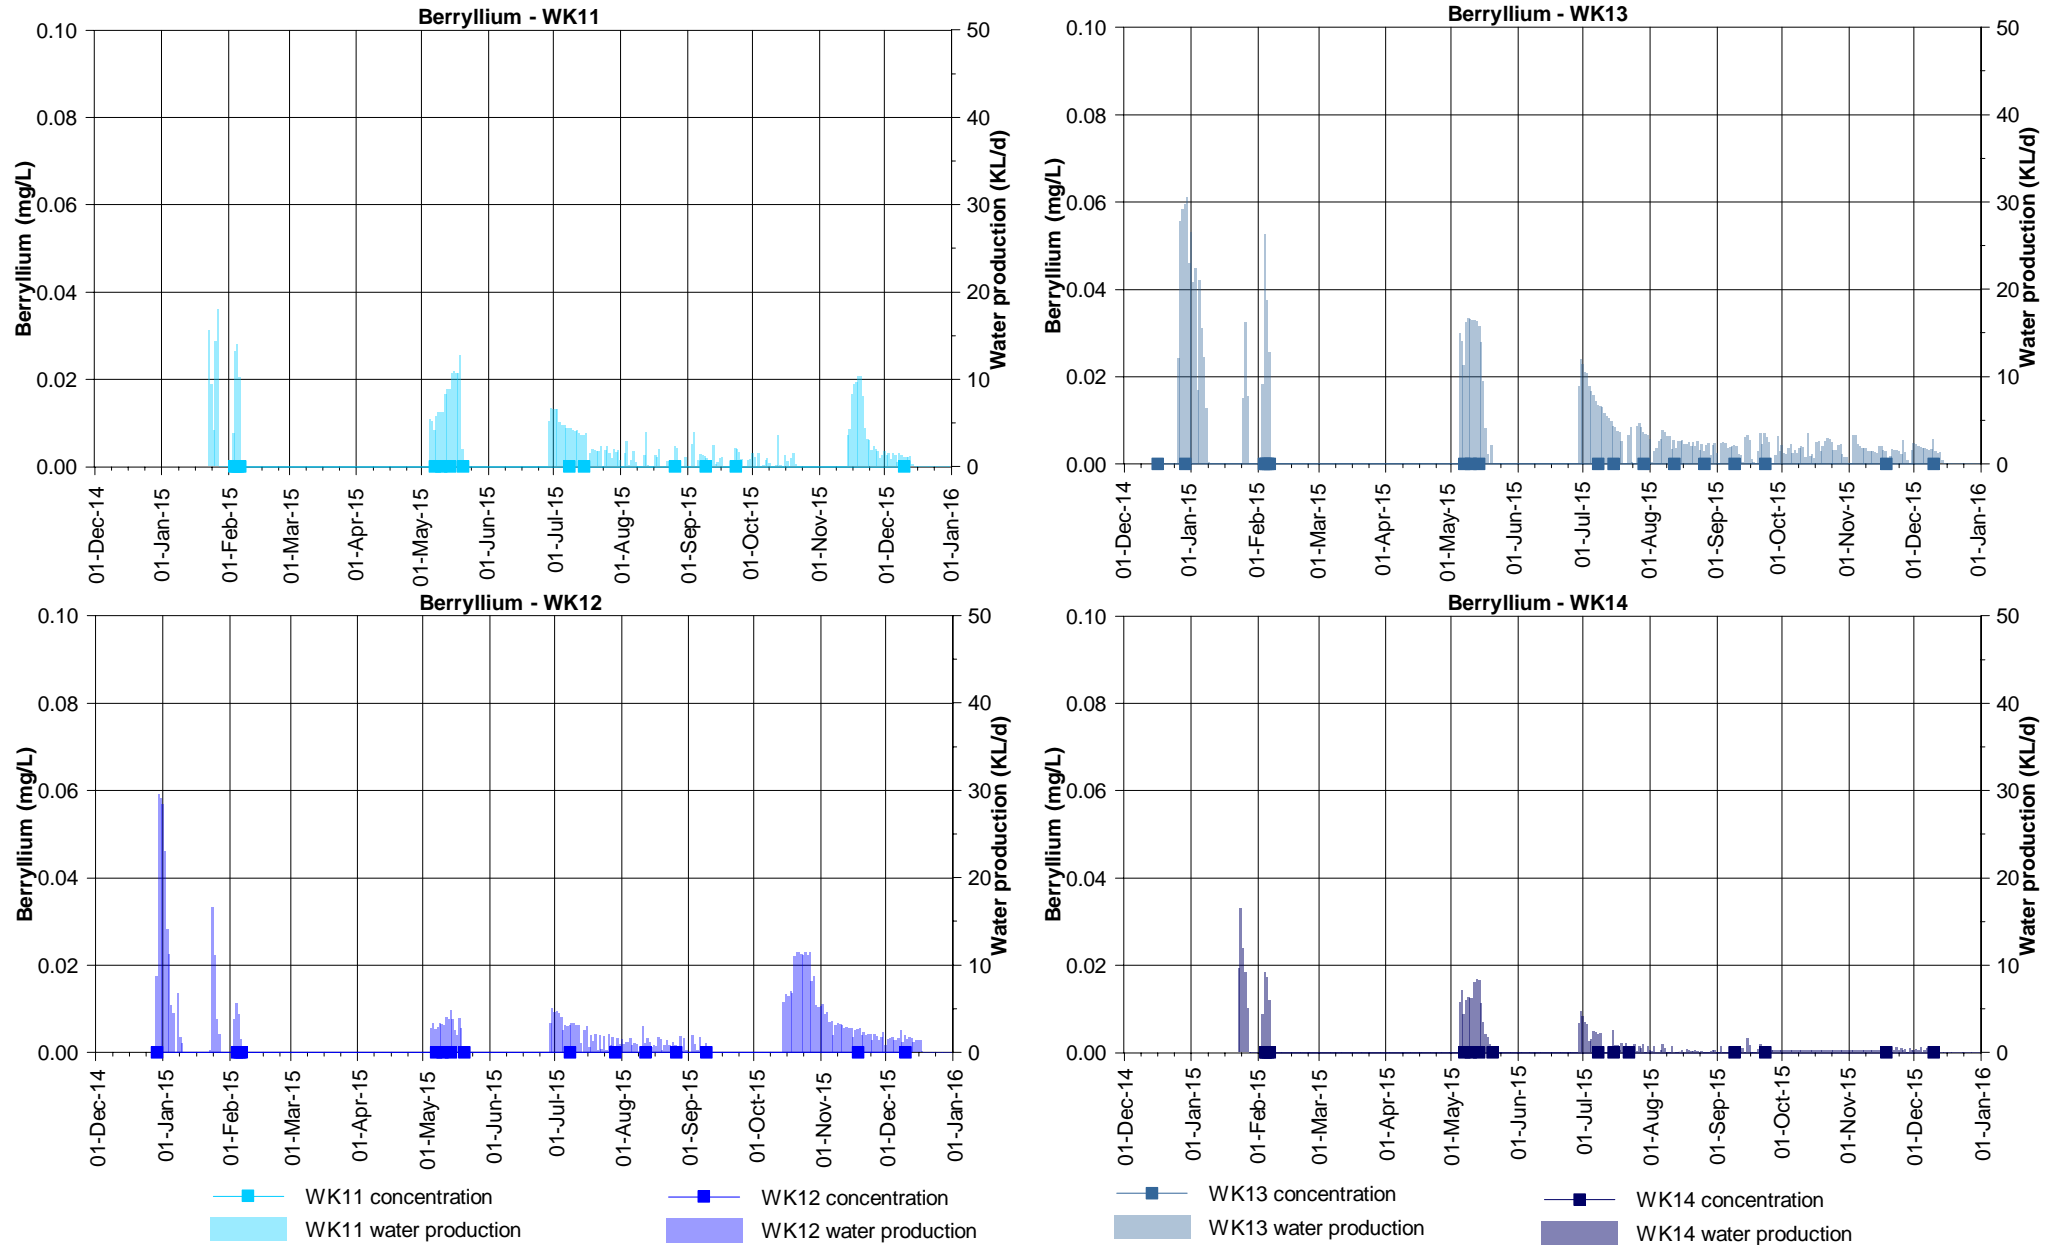 Berryllium - WK11
0.10
0.08
0.06
0.04
0.02
0.00
Berryllium (mg/L)
50
40
30
20
10
0
Water production (KL/d)
01-Dec-14
01-Jan-15
01-Feb-15
01-Mar-15
01-Apr-15
01-May-15
01-Jun-15
01-Jul-15
01-Aug-15
01-Sep-15
01-Oct-15
01-Nov-15
01-Dec-15
01-Jan-16
Berryllium - WK13
0.10
0.08
0.06
0.04
0.02
0.00
Berryllium (mg/L)
50
40
30
20
10
0
Water production (KL/d)
01-Dec-14
01-Jan-15
01-Feb-15
01-Mar-15
01-Apr-15
01-May-15
01-Jun-15
01-Jul-15
01-Aug-15
01-Sep-15
01-Oct-15
01-Nov-15
01-Dec-15
01-Jan-16
Berryllium - WK12
0.10
0.08
0.06
0.04
0.02
0.00
Berryllium (mg/L)
50
40
30
20
10
0
Water production (KL/d)
01-Dec-14
01-Jan-15
01-Feb-15
01-Mar-15
01-Apr-15
01-May-15
01-Jun-15
01-Jul-15
01-Aug-15
01-Sep-15
01-Oct-15
01-Nov-15
01-Dec-15
01-Jan-16
Berryllium - WK14
0.10
0.08
0.06
0.04
0.02
0.00
Berryllium (mg/L)
50
40
30
20
10
0
Water production (KL/d)
01-Dec-14
01-Jan-15
01-Feb-15
01-Mar-15
01-Apr-15
01-May-15
01-Jun-15
01-Jul-15
01-Aug-15
01-Sep-15
01-Oct-15
01-Nov-15
01-Dec-15
01-Jan-16
WK11 concentration
WK11 water production
WK12 concentration
WK12 water production
WK13 concentration
WK13 water production
WK14 concentration
WK14 water production